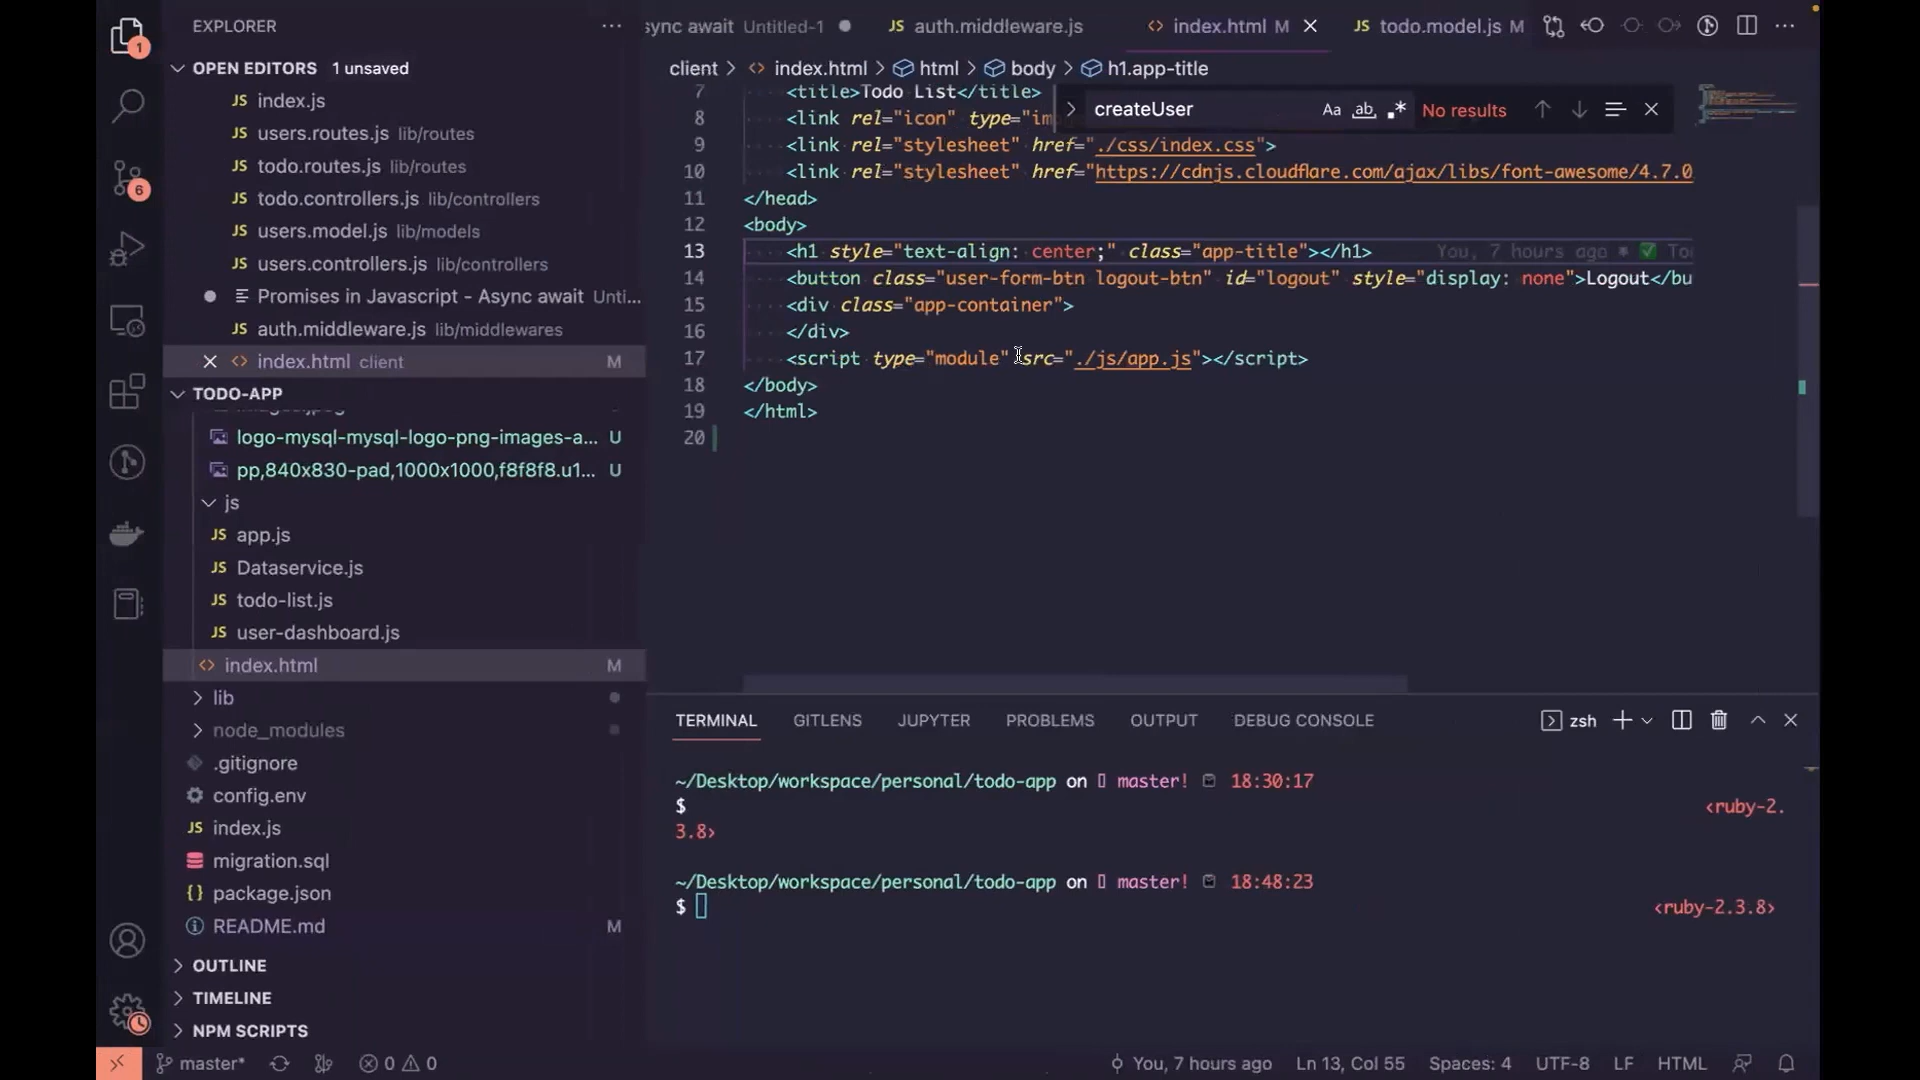 EXPLORER
OPEN EDITORS 1 unsaved
index.js
users.routes.js lib/routes
todo.routes.js lib/routes
todo.controllers.js lib/controllers
users.model.js lib/models
users.controllers.js lib/controllers
Promises in Javascript - Async await Unti...
auth.middleware.js lib/middlewares
index.html client M
TODO-APP
logo-mysql-mysql-logo-png-images-a... U
pp,840x830-pad,1000x1000,f8f8f8.u1... U
js
app.js
Dataservice.js
todo-list.js
user-dashboard.js
index.html M
lib
node_modules
.gitignore
config.env
index.js
migration.sql
package.json
README.md M
OUTLINE
TIMELINE
NPM SCRIPTS
sync await Untitled-1 auth.middleware.js index.html M todo.model.js M
client > index.html > html > body > h1.app-title
createUser Aa ab No results
7 <title>Todo List</title>
8 <link rel="icon" type="im
9 <link rel="stylesheet" href="./css/index.css">
10 <link rel="stylesheet" href="https://cdnjs.cloudflare.com/ajax/libs/font-awesome/4.7.0
11 </head>
12 <body>
13 <h1 style="text-align: center;" class="app-title"></h1> You, 7 hours ago • ✅ To
14 <button class="user-form-btn logout-btn" id="logout" style="display: none">Logout</bu
15 <div class="app-container">
16 </div>
17 <script type="module" src="./js/app.js"></script>
18 </body>
19 </html>
20
TERMINAL GITLENS JUPYTER PROBLEMS OUTPUT DEBUG CONSOLE zsh
~/Desktop/workspace/personal/todo-app on master! 18:30:17
$ <ruby-2.
3.8>
~/Desktop/workspace/personal/todo-app on master! 18:48:23
$ <ruby-2.3.8>
master* 0 0 You, 7 hours ago Ln 13, Col 55 Spaces: 4 UTF-8 LF HTML